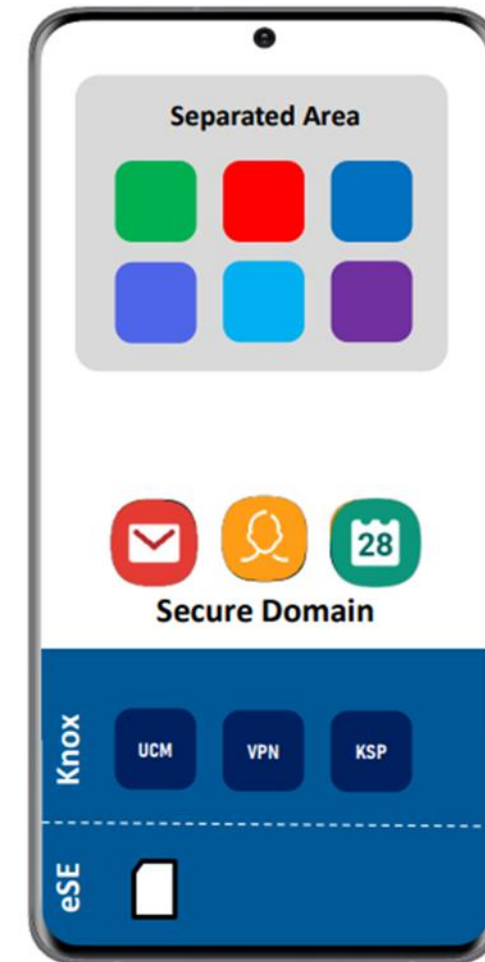 Separated Area
28
Secure Domain
Knox
UCM
VPN
KSP
eSE